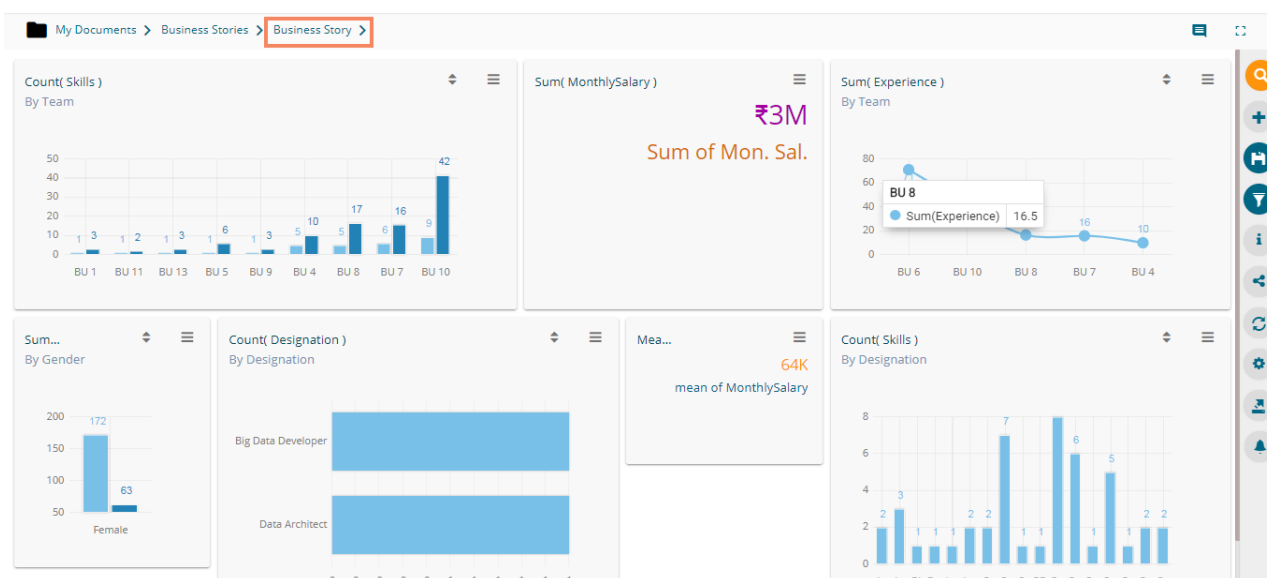 My Documents > Business Stories > Business Story >
Count( Skills )
By Team
50
40
30
20
10
0
1 3 1 2 1 3 1 6 1 3 5 10 5 17 6 16 9 42
BU 1 BU 11 BU 13 BU 5 BU 9 BU 4 BU 8 BU 7 BU 10
Sum( MonthlySalary )
₹3M
Sum of Mon. Sal.
Sum( Experience )
By Team
80
60
40
20
0
BU 8
Sum(Experience) 16.5
16 10
BU 6 BU 10 BU 8 BU 7 BU 4
Sum...
By Gender
200
150
100
50
172
63
Female
Count( Designation )
By Designation
Big Data Developer
Data Architect
Mea...
64K
mean of MonthlySalary
Count( Skills )
By Designation
8
6
4
2
0
2 3 1 1 1 2 2 7 1 1 6 1 5 1 2 2